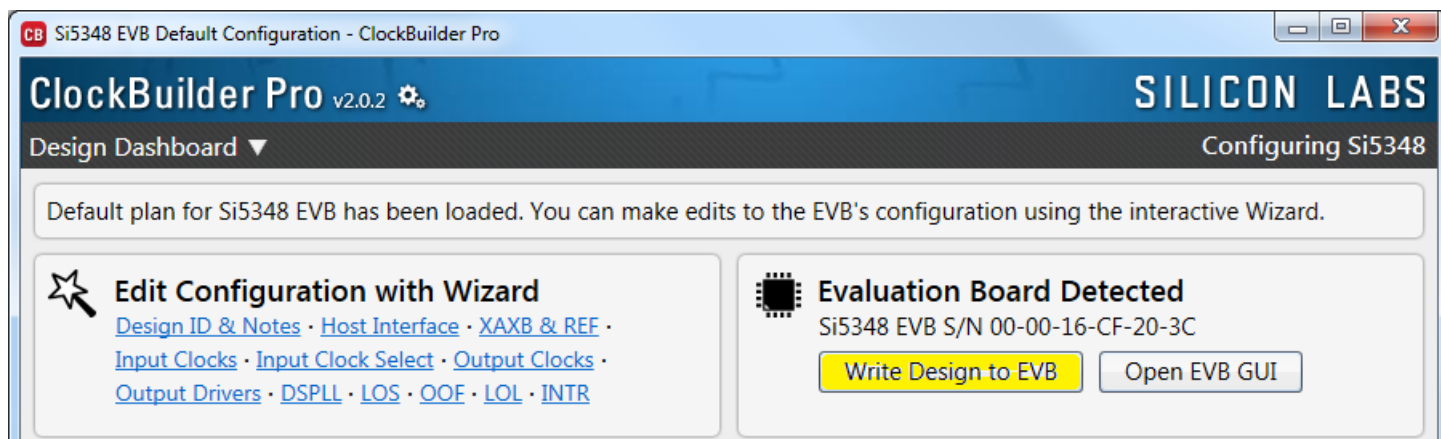 CB Si5348 EVB Default Configuration - ClockBuilder Pro
ClockBuilder Pro v2.0.2
SILICON LABS
Design Dashboard ▼
Configuring Si5348
Default plan for Si5348 EVB has been loaded. You can make edits to the EVB's configuration using the interactive Wizard.
Edit Configuration with Wizard
Design ID & Notes · Host Interface · XAXB & REF ·
Input Clocks · Input Clock Select · Output Clocks ·
Output Drivers · DSPLL · LOS · OOF · LOL · INTR
Evaluation Board Detected
Si5348 EVB S/N 00-00-16-CF-20-3C
Write Design to EVB
Open EVB GUI